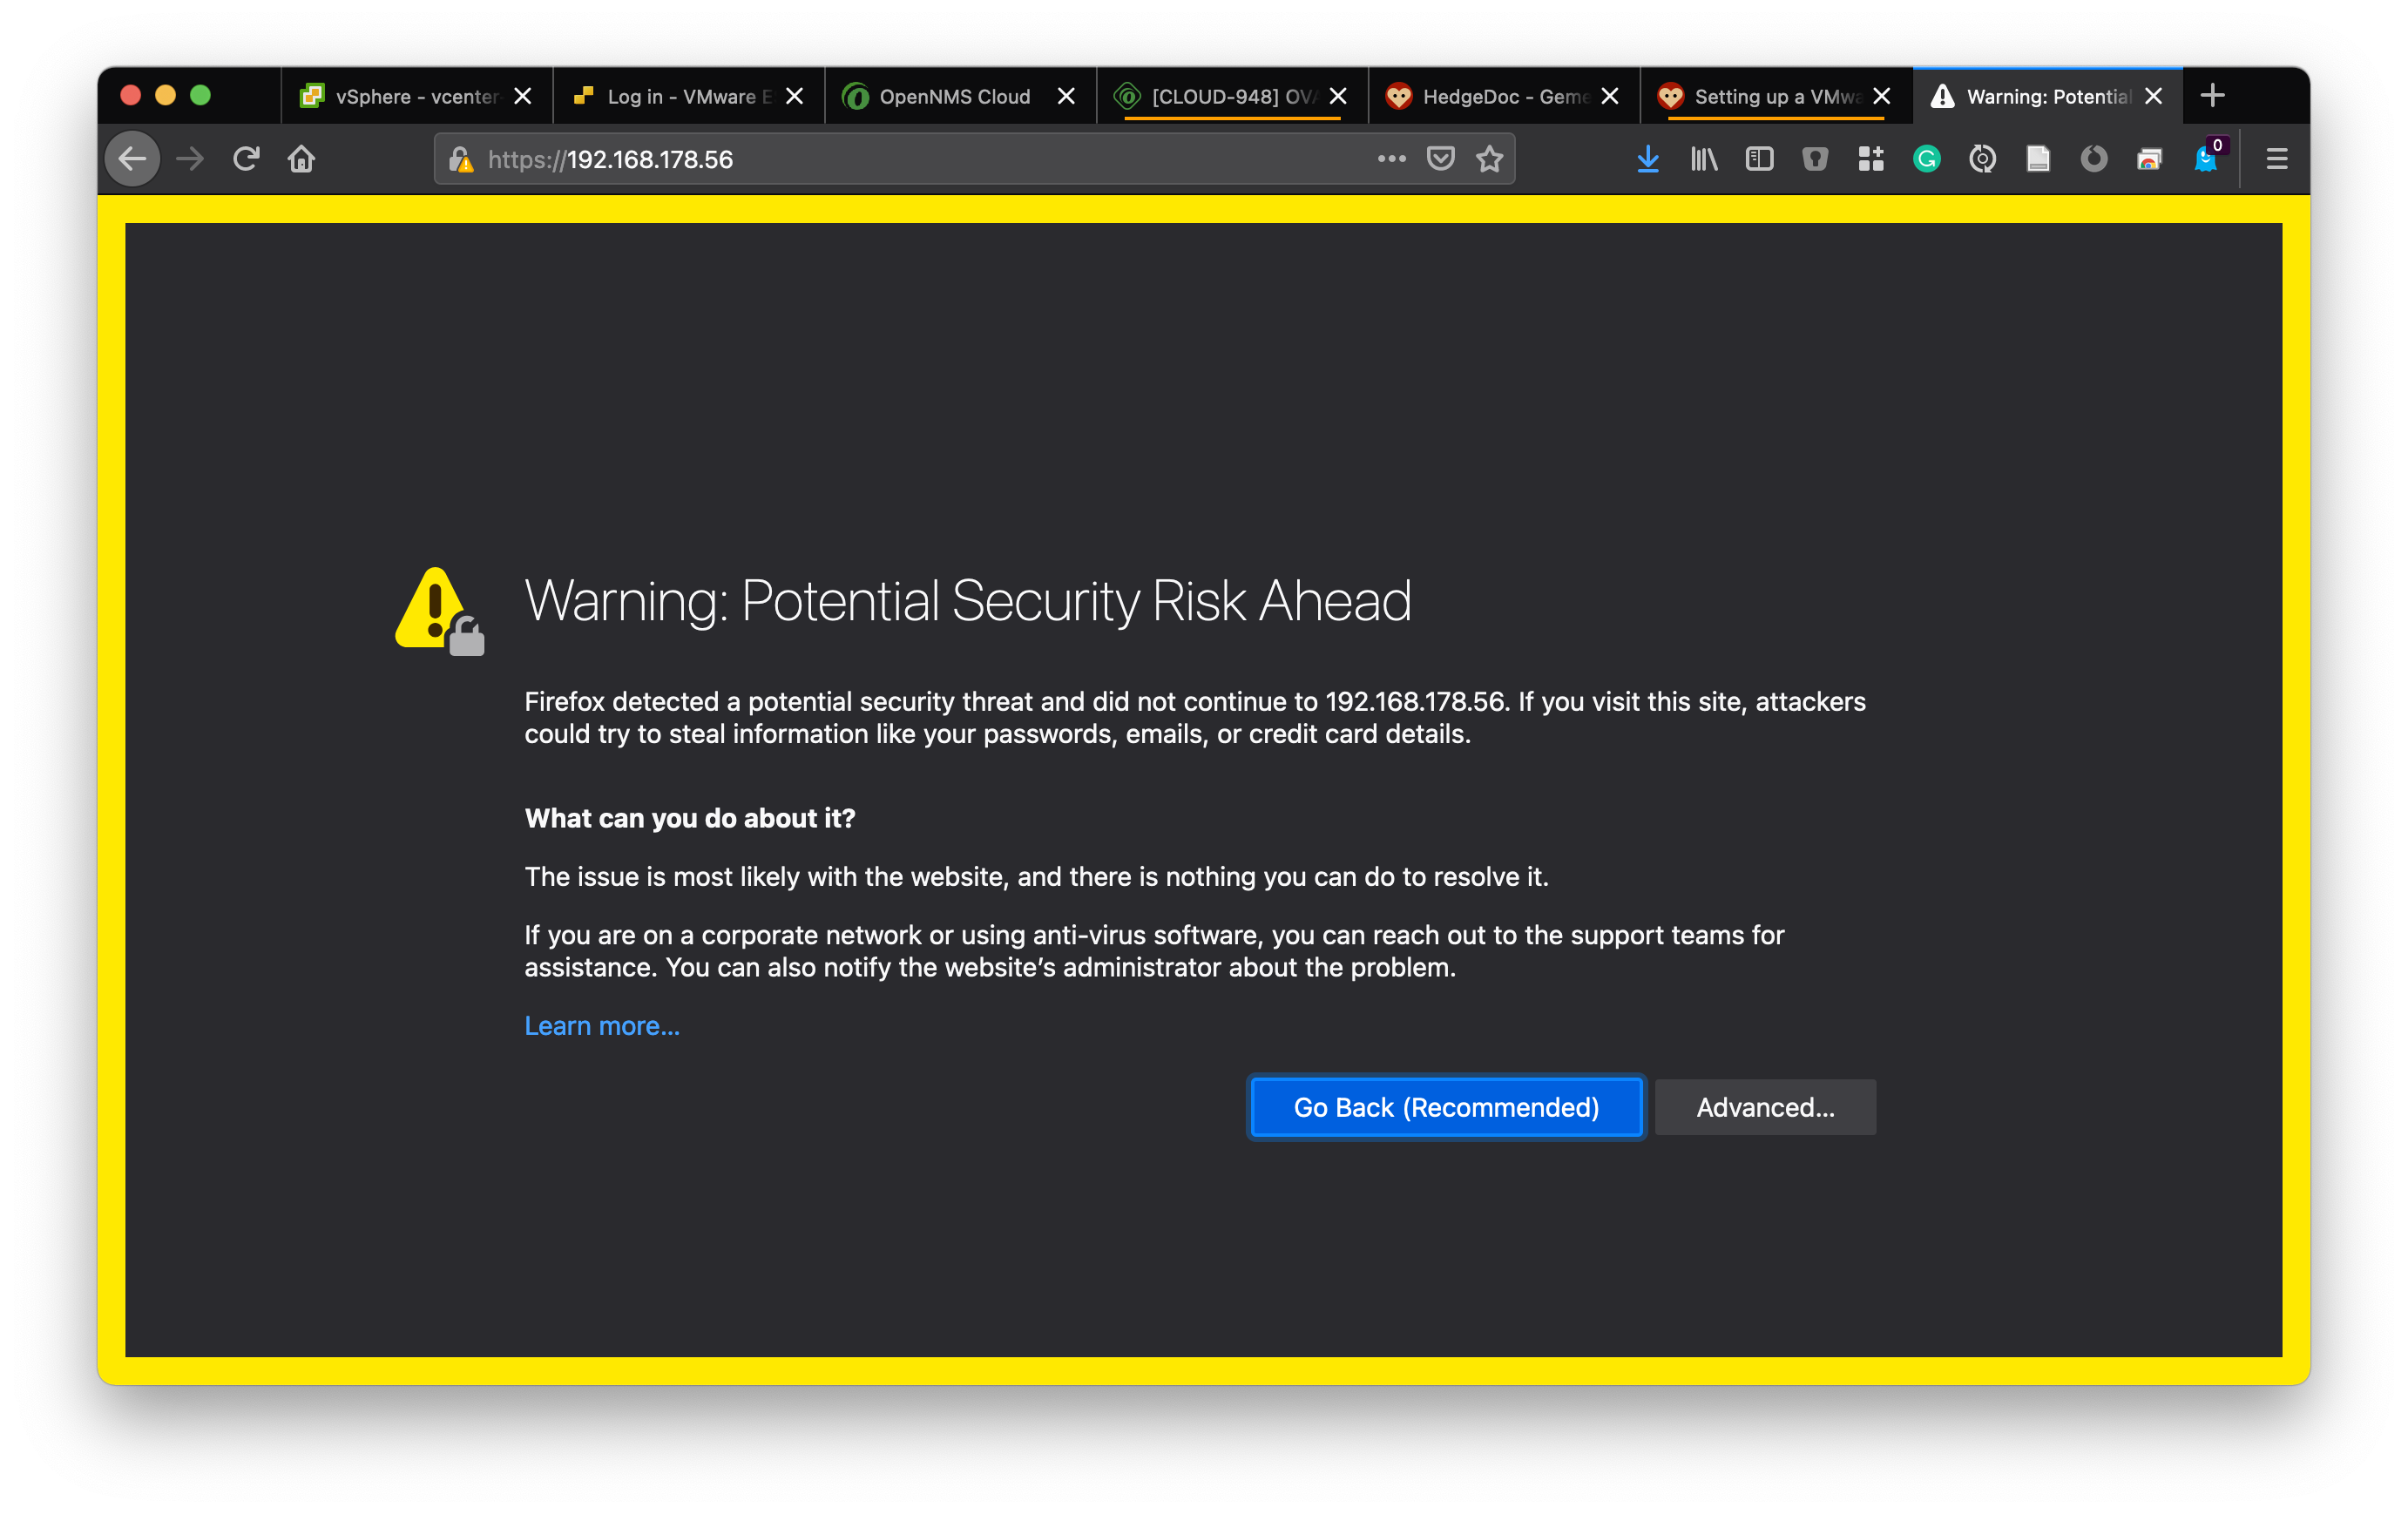 vSphere - vcenter
Log in - VMware E
OpenNMS Cloud
[CLOUD-948] OVA
HedgeDoc - Geme
Setting up a VMwa
Warning: Potential
https://192.168.178.56
0
Warning: Potential Security Risk Ahead
Firefox detected a potential security threat and did not continue to 192.168.178.56. If you visit this site, attackers
could try to steal information like your passwords, emails, or credit card details.
What can you do about it?
The issue is most likely with the website, and there is nothing you can do to resolve it.
If you are on a corporate network or using anti-virus software, you can reach out to the support teams for
assistance. You can also notify the website’s administrator about the problem.
Learn more...
Go Back (Recommended)
Advanced...